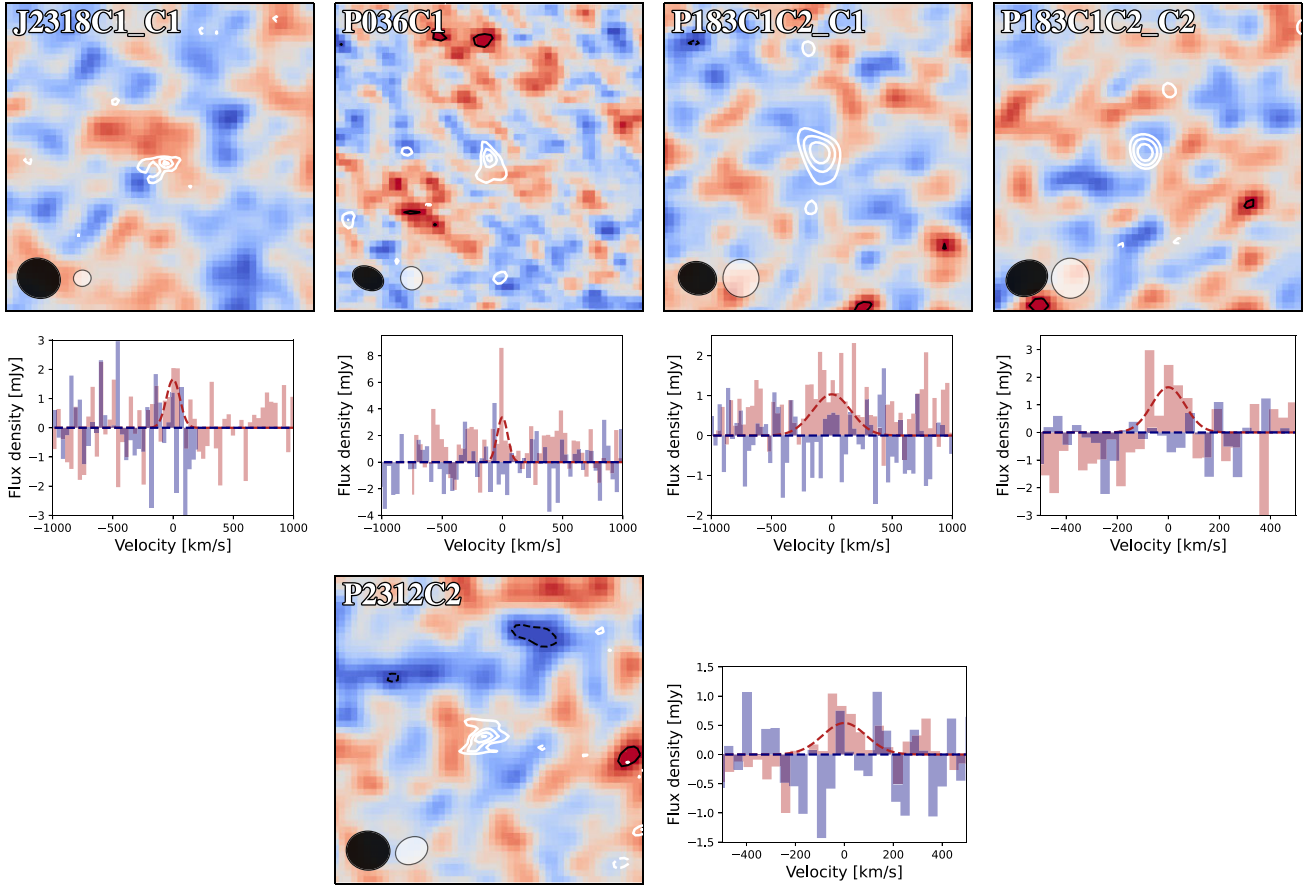 J2318C1_C1 P036C1 P183C1C2_C1 P183C1C2_C2
3
2
1
0
−1
−2
−3
−1000 −500 0 500 1000
Velocity [km/s]
Flux density [mJy]
8
6
4
2
0
−2
−4
−1000 −500 0 500 1000
Velocity [km/s]
Flux density [mJy]
2
1
0
−1
−2
−1000 −500 0 500 1000
Velocity [km/s]
Flux density [mJy]
3
2
1
0
−1
−2
−3
−400 −200 0 200 400
Velocity [km/s]
Flux density [mJy]
P2312C2
1.5
1.0
0.5
0.0
−0.5
−1.0
−1.5
−400 −200 0 200 400
Velocity [km/s]
Flux density [mJy]